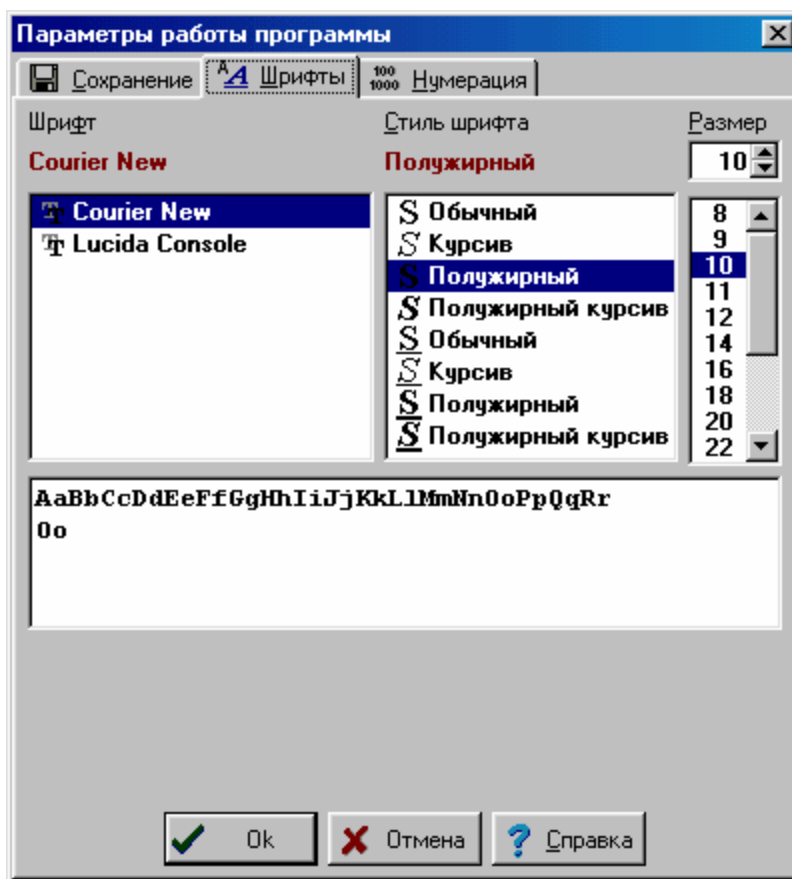 Параметры работы программы
Сохранение
AA Шрифты
100
1000
Нумерация
Шрифт
Стиль шрифта
Размер
Courier New
Полужирный
10
Courier New
Lucida Console
S Обычный
S Курсив
S Полужирный
S Полужирный курсив
S Обычный
S Курсив
S Полужирный
S Полужирный курсив
8
9
10
11
12
14
16
18
20
22
AaBbCcDdEeFfGgHhIiJjKkLlMmNnOoPpQqRr
Oo
Ok
Отмена
? Справка